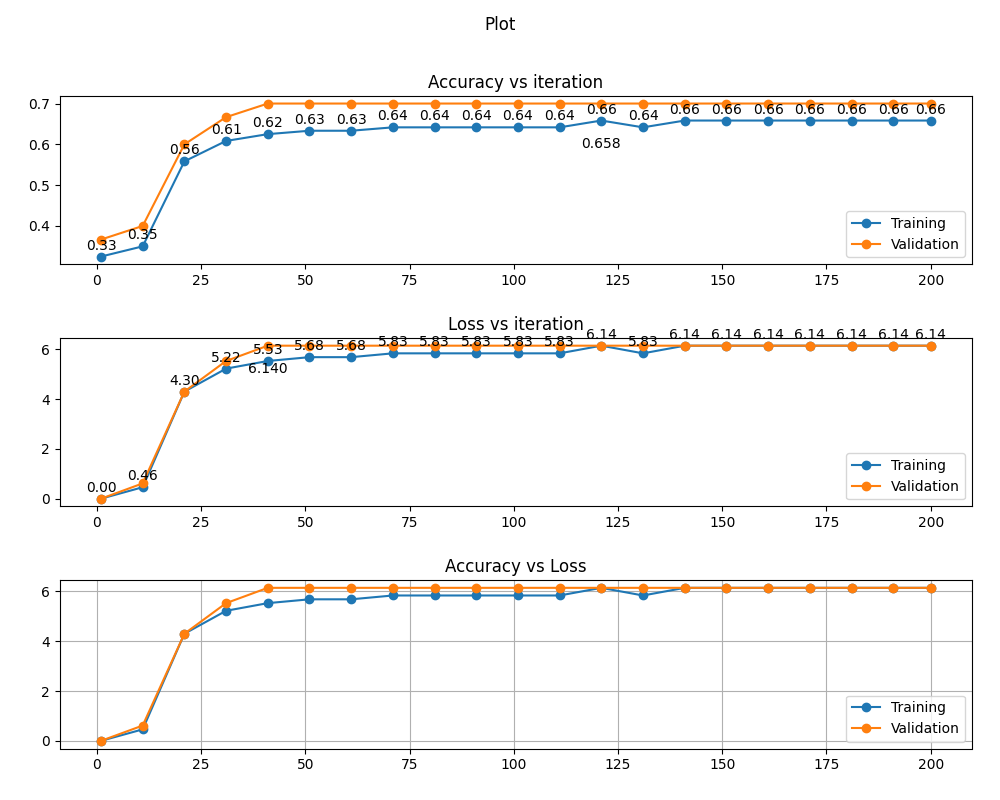 Plot
Accuracy vs iteration
0.7
0.6
0.5
0.4
0.33 0.35 0.56 0.61 0.62 0.63 0.63 0.64 0.64 0.64 0.64 0.64 0.66 0.64 0.66 0.66 0.66 0.66 0.66 0.66 0.66
0.658
Training
Validation
0 25 50 75 100 125 150 175 200
Loss vs iteration
6
4
2
0
0.00 0.46 4.30 5.22 5.53 5.68 5.68 5.83 5.83 5.83 5.83 5.83 6.14 5.83 6.14 6.14 6.14 6.14 6.14 6.14 6.14
6.140
Training
Validation
0 25 50 75 100 125 150 175 200
Accuracy vs Loss
6
4
2
0
Training
Validation
0 25 50 75 100 125 150 175 200